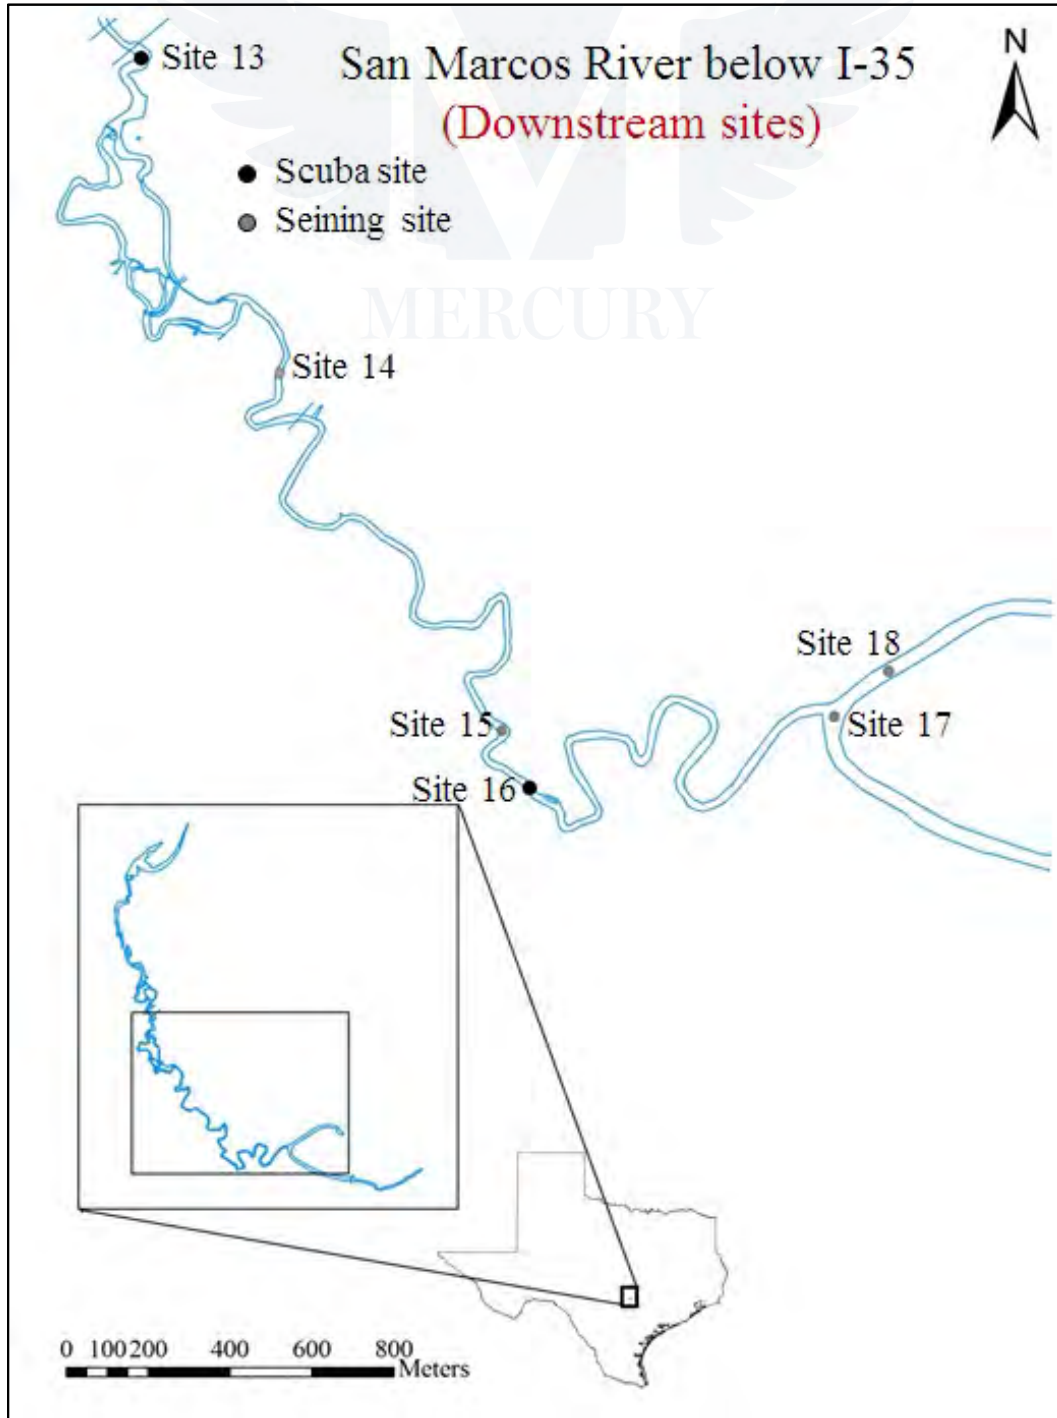 Site 13
San Marcos River below I-35
(Downstream sites)
N
Scuba site
Seining site
MERCURY
Site 14
Site 18
Site 15
Site 17
Site 16
0 100 200 400 600 800
Meters